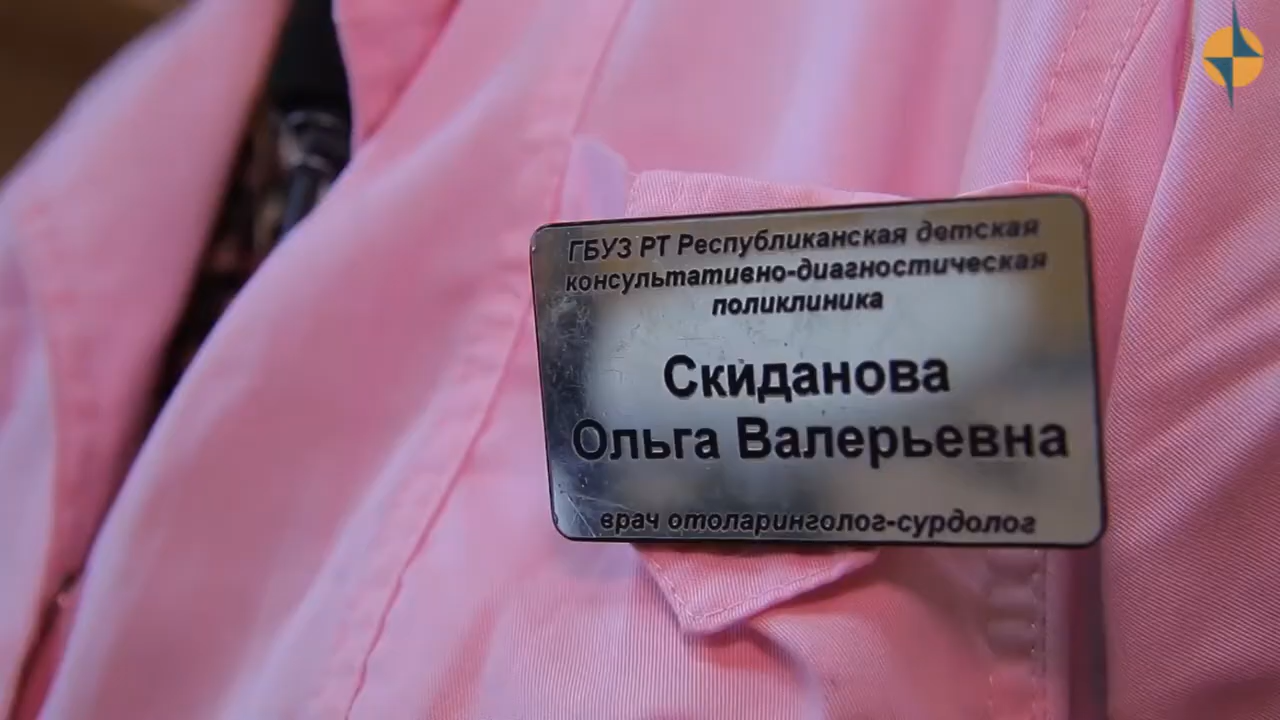 ГБУЗ РТ Республиканская детская
консультативно-диагностическая
поликлиника
Скиданова
Ольга Валерьевна
врач отоларинголог-сурдолог